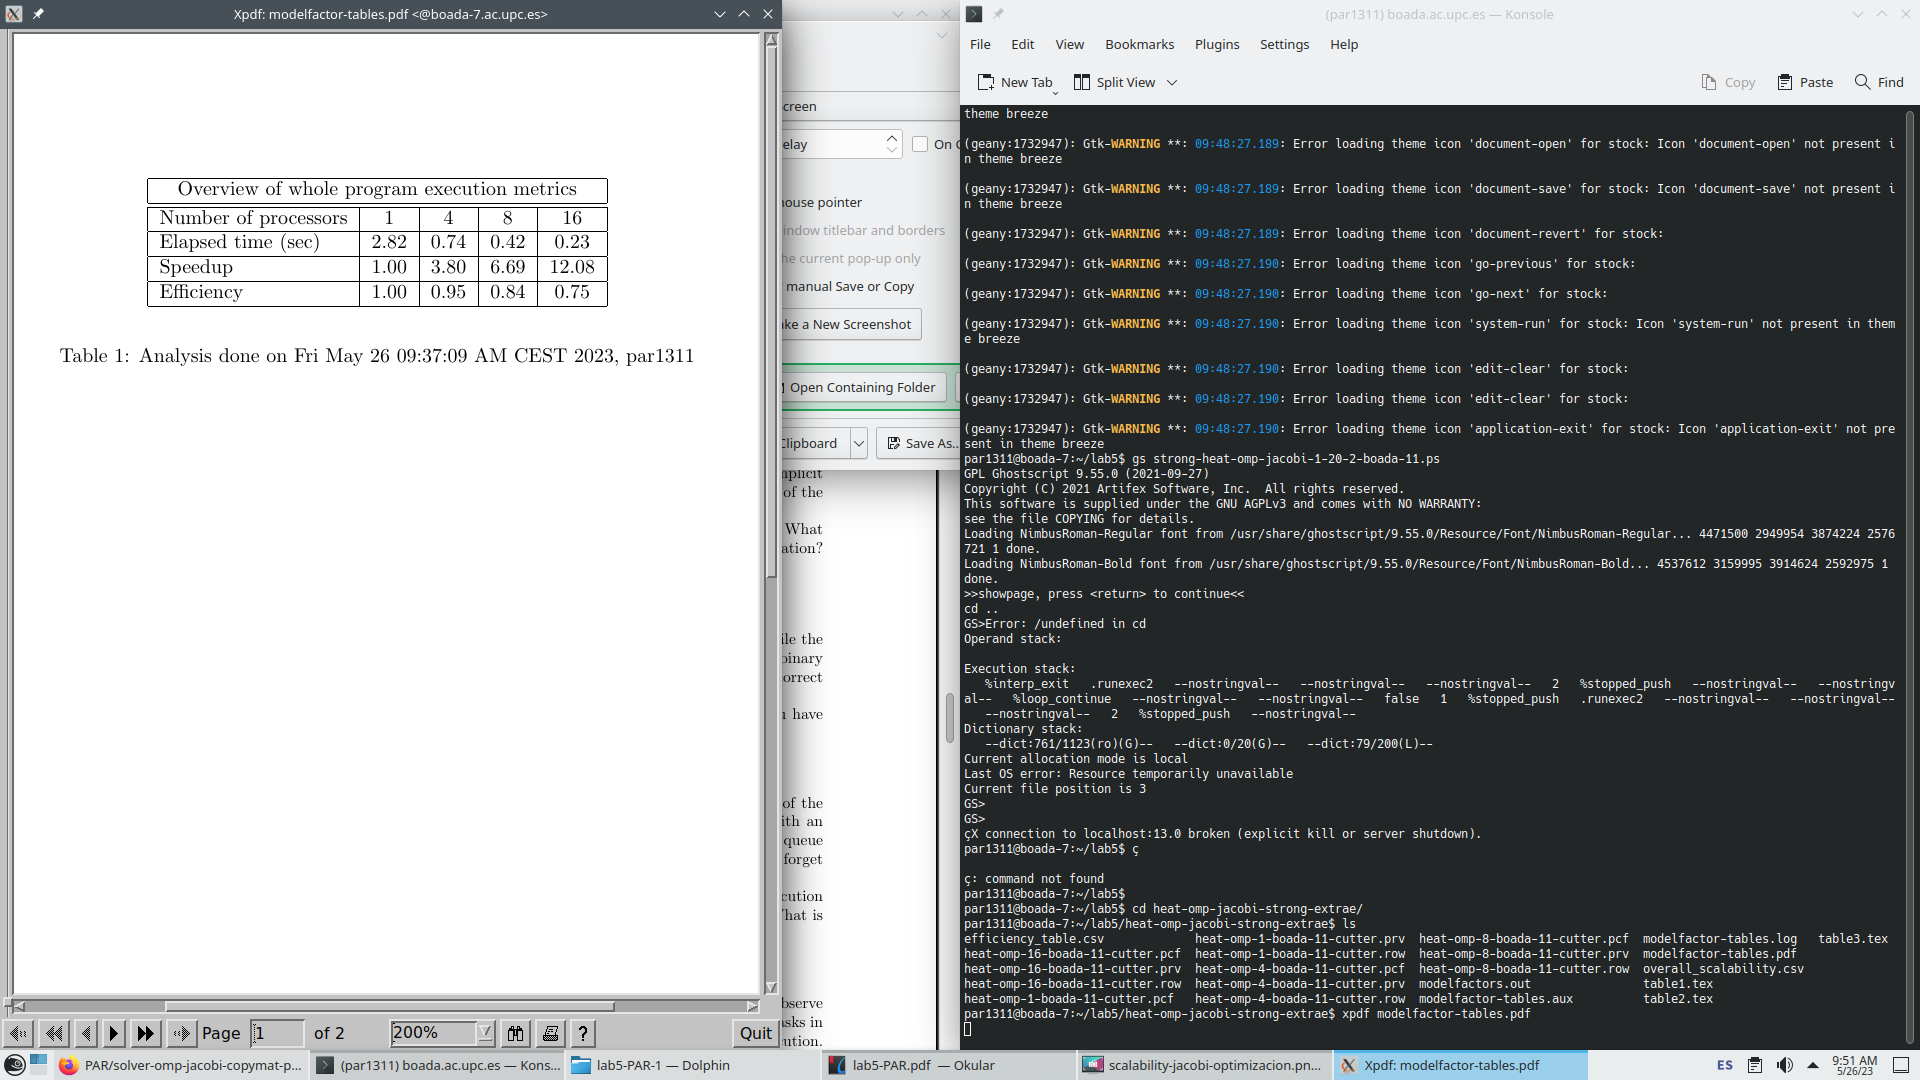 Xpdf: modelfactor-tables.pdf <@boada-7.ac.upc.es>
Overview of whole program execution metrics
Number of processors 1 4 8 16
Elapsed time (sec) 2.82 0.74 0.42 0.23
Speedup 1.00 3.80 6.69 12.08
Efficiency 1.00 0.95 0.84 0.75
Table 1: Analysis done on Fri May 26 09:37:09 AM CEST 2023, par1311
Page 1 of 2 200% Quit
creen
elay On
ouse pointer
indow titlebar and borders
he current pop-up only
manual Save or Copy
ke a New Screenshot
Open Containing Folder
Clipboard Save As...
mplicit
of the
What
ation?
ile the
binary
orrect
have
of the
ith an
queue
forget
cution
That is
bserve
sks in
cution.
(par1311) boada.ac.upc.es — Konsole
File Edit View Bookmarks Plugins Settings Help
New Tab Split View Copy Paste Find
theme breeze
(geany:1732947): Gtk-WARNING **: 09:48:27.189: Error loading theme icon 'document-open' for stock: Icon 'document-open' not present i
n theme breeze
(geany:1732947): Gtk-WARNING **: 09:48:27.189: Error loading theme icon 'document-save' for stock: Icon 'document-save' not present i
n theme breeze
(geany:1732947): Gtk-WARNING **: 09:48:27.189: Error loading theme icon 'document-revert' for stock:
(geany:1732947): Gtk-WARNING **: 09:48:27.190: Error loading theme icon 'go-previous' for stock:
(geany:1732947): Gtk-WARNING **: 09:48:27.190: Error loading theme icon 'go-next' for stock:
(geany:1732947): Gtk-WARNING **: 09:48:27.190: Error loading theme icon 'system-run' for stock: Icon 'system-run' not present in them
e breeze
(geany:1732947): Gtk-WARNING **: 09:48:27.190: Error loading theme icon 'edit-clear' for stock:
(geany:1732947): Gtk-WARNING **: 09:48:27.190: Error loading theme icon 'edit-clear' for stock:
(geany:1732947): Gtk-WARNING **: 09:48:27.190: Error loading theme icon 'application-exit' for stock: Icon 'application-exit' not pre
sent in theme breeze
par1311@boada-7:~/lab5$ gs strong-heat-omp-jacobi-1-20-2-boada-11.ps
GPL Ghostscript 9.55.0 (2021-09-27)
Copyright (C) 2021 Artifex Software, Inc.  All rights reserved.
This software is supplied under the GNU AGPLv3 and comes with NO WARRANTY:
see the file COPYING for details.
Loading NimbusRoman-Regular font from /usr/share/ghostscript/9.55.0/Resource/Font/NimbusRoman-Regular... 4471500 2949954 3874224 2576
721 1 done.
Loading NimbusRoman-Bold font from /usr/share/ghostscript/9.55.0/Resource/Font/NimbusRoman-Bold... 4537612 3159995 3914624 2592975 1
done.
>>showpage, press <return> to continue<<
cd ..
GS>Error: /undefined in cd
Operand stack:
Execution stack:
%interp_exit .runexec2 --nostringval-- --nostringval-- --nostringval-- 2 %stopped_push --nostringval-- --nostringv
al-- %loop_continue --nostringval-- --nostringval-- false 1 %stopped_push .runexec2 --nostringval-- --nostringval--
--nostringval-- 2 %stopped_push --nostringval--
Dictionary stack:
--dict:761/1123(ro)(G)-- --dict:0/20(G)-- --dict:79/200(L)--
Current allocation mode is local
Last OS error: Resource temporarily unavailable
Current file position is 3
GS>
GS>
çX connection to localhost:13.0 broken (explicit kill or server shutdown).
par1311@boada-7:~/lab5$ ç
ç: command not found
par1311@boada-7:~/lab5$
par1311@boada-7:~/lab5$ cd heat-omp-jacobi-strong-extrae/
par1311@boada-7:~/lab5/heat-omp-jacobi-strong-extrae$ ls
efficiency_table.csv heat-omp-1-boada-11-cutter.prv heat-omp-8-boada-11-cutter.pcf modelfactor-tables.log table3.tex
heat-omp-16-boada-11-cutter.pcf heat-omp-1-boada-11-cutter.row heat-omp-8-boada-11-cutter.prv modelfactor-tables.pdf
heat-omp-16-boada-11-cutter.prv heat-omp-4-boada-11-cutter.pcf heat-omp-8-boada-11-cutter.row overall_scalability.csv
heat-omp-16-boada-11-cutter.row heat-omp-4-boada-11-cutter.prv modelfactors.out table1.tex
heat-omp-1-boada-11-cutter.pcf heat-omp-4-boada-11-cutter.row modelfactor-tables.aux table2.tex
par1311@boada-7:~/lab5/heat-omp-jacobi-strong-extrae$ xpdf modelfactor-tables.pdf
PAR/solver-omp-jacobi-copymat-p... (par1311) boada.ac.upc.es — Kons... lab5-PAR-1 — Dolphin lab5-PAR.pdf — Okular scalability-jacobi-optimizacion.pn... Xpdf: modelfactor-tables.pdf ES 9:51 AM
5/26/23